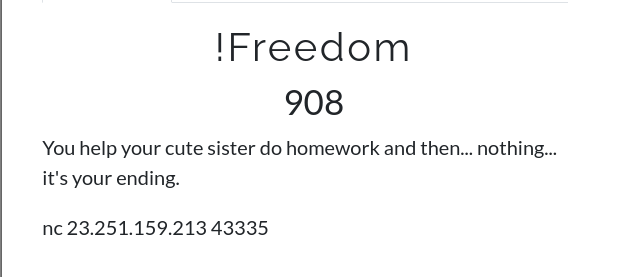 !Freedom
908
You help your cute sister do homework and then... nothing...
it's your ending.
nc 23.251.159.213 43335